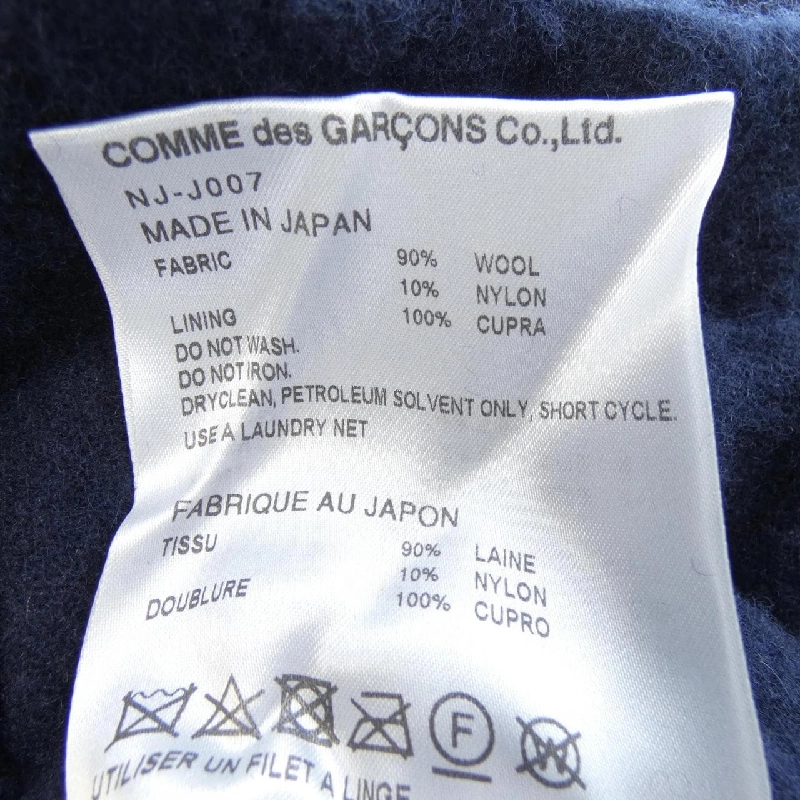 COMME des GARÇONS Co.,Ltd.
NJ-J007
MADE IN JAPAN
FABRIC 90% WOOL
10% NYLON
LINING 100% CUPRA
DO NOT WASH.
DO NOT IRON.
DRYCLEAN, PETROLEUM SOLVENT ONLY, SHORT CYCLE.
USE A LAUNDRY NET
FABRIQUE AU JAPON
TISSU 90% LAINE
10% NYLON
DOUBLURE 100% CUPRO
F W
UTILISER UN FILET A LINGE